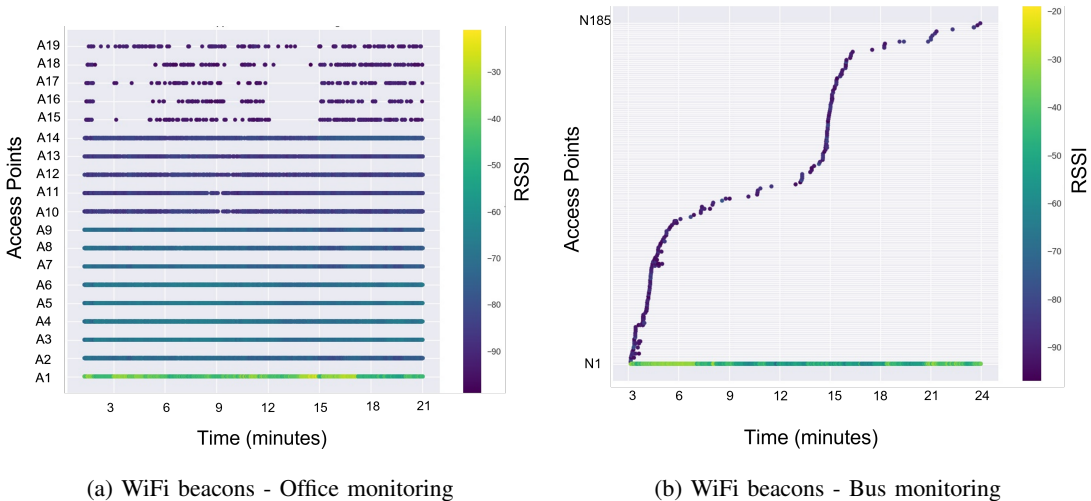 Access Points
A19
A18
A17
A16
A15
A14
A13
A12
A11
A10
A9
A8
A7
A6
A5
A4
A3
A2
A1
3 6 9 12 15 18 21
Time (minutes)
−30
−40
−50
−60
−70
−80
−90
RSSI
(a) WiFi beacons - Office monitoring
Access Points
N185
N1
3 6 9 12 15 18 21 24
Time (minutes)
−20
−30
−40
−50
−60
−70
−80
−90
RSSI
(b) WiFi beacons - Bus monitoring